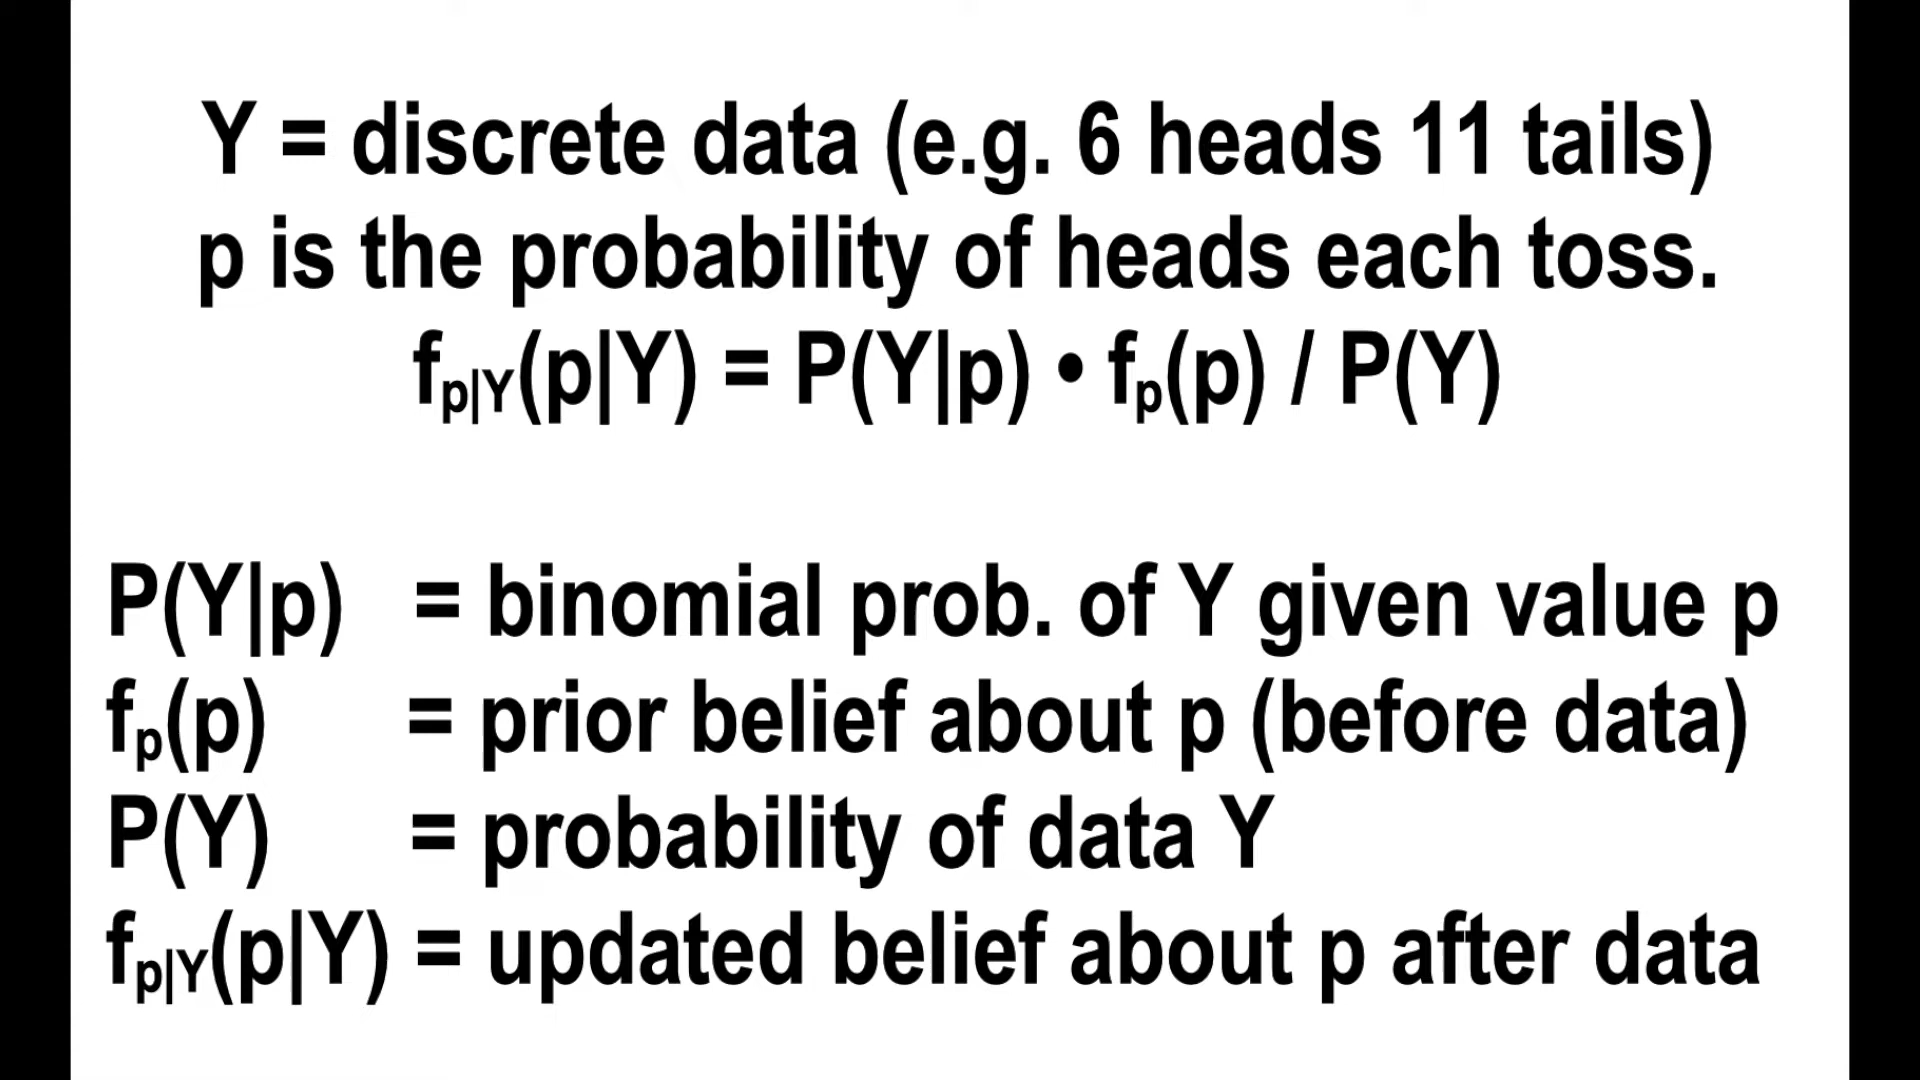 Y = discrete data (e.g. 6 heads 11 tails)
p is the probability of heads each toss.
fp|Y(p|Y) = P(Y|p) • fp(p) / P(Y)
P(Y|p) = binomial prob. of Y given value p
fp(p) = prior belief about p (before data)
P(Y) = probability of data Y
fp|Y(p|Y) = updated belief about p after data